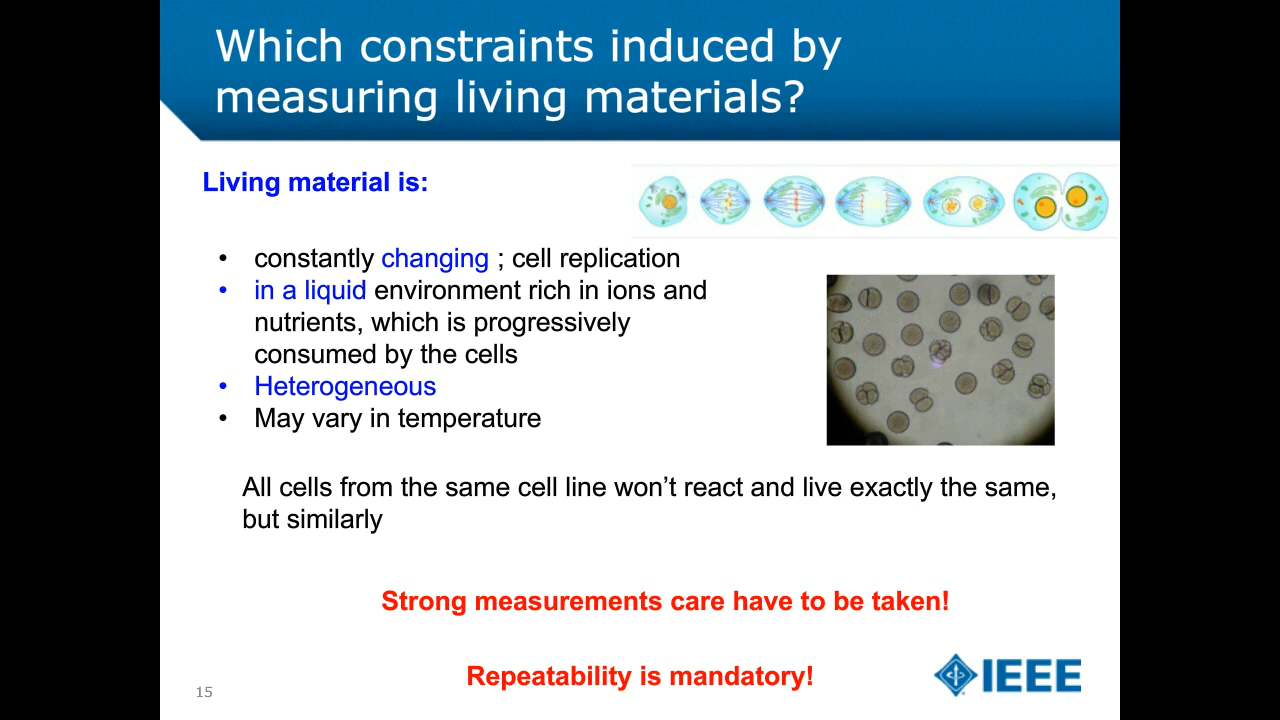 Which constraints induced by
measuring living materials?
Living material is:
• constantly changing ; cell replication
• in a liquid environment rich in ions and
nutrients, which is progressively
consumed by the cells
• Heterogeneous
• May vary in temperature
All cells from the same cell line won’t react and live exactly the same,
but similarly
Strong measurements care have to be taken!
Repeatability is mandatory!
15
IEEE